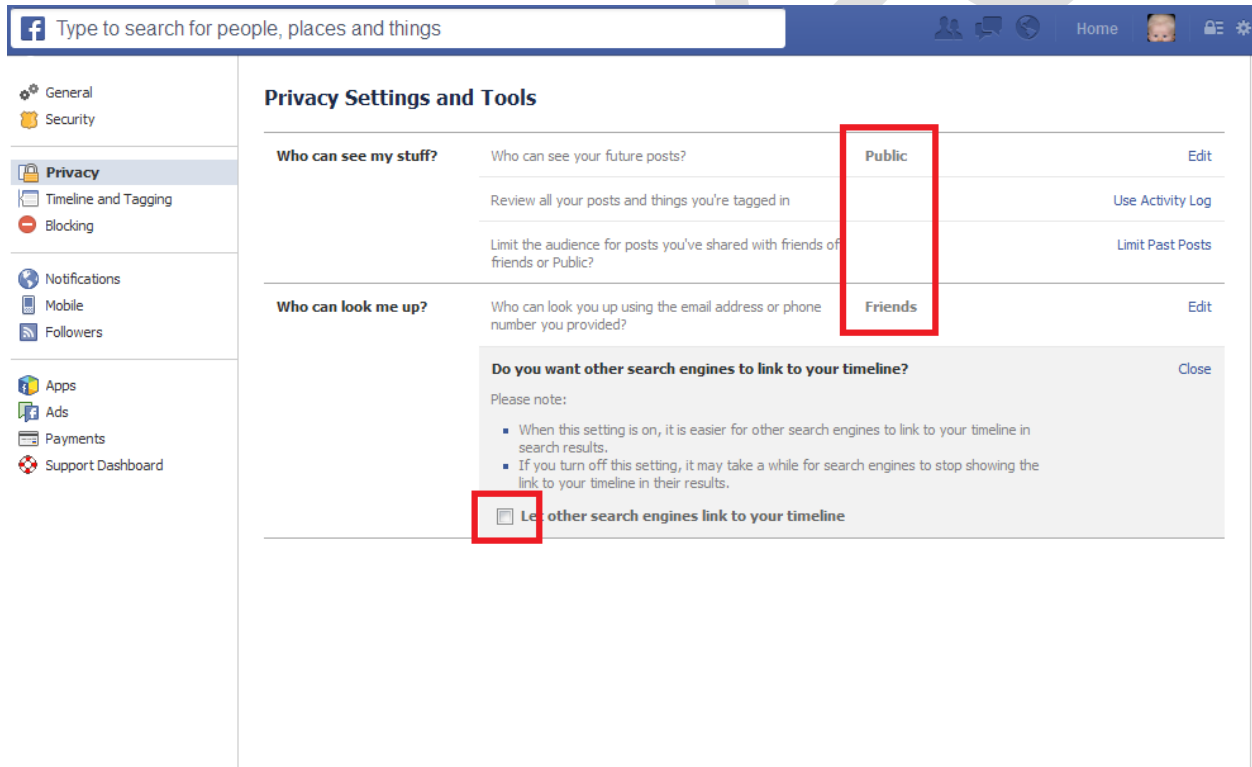 Type to search for people, places and things
Home
General
Security
Privacy
Timeline and Tagging
Blocking
Notifications
Mobile
Followers
Apps
Ads
Payments
Support Dashboard
Privacy Settings and Tools
Who can see my stuff? Who can see your future posts? Public Edit
Review all your posts and things you're tagged in Use Activity Log
Limit the audience for posts you've shared with friends of Limit Past Posts
friends or Public?
Who can look me up? Who can look you up using the email address or phone Friends Edit
number you provided?
Do you want other search engines to link to your timeline? Close
Please note:
When this setting is on, it is easier for other search engines to link to your timeline in
search results.
If you turn off this setting, it may take a while for search engines to stop showing the
link to your timeline in their results.
Let other search engines link to your timeline